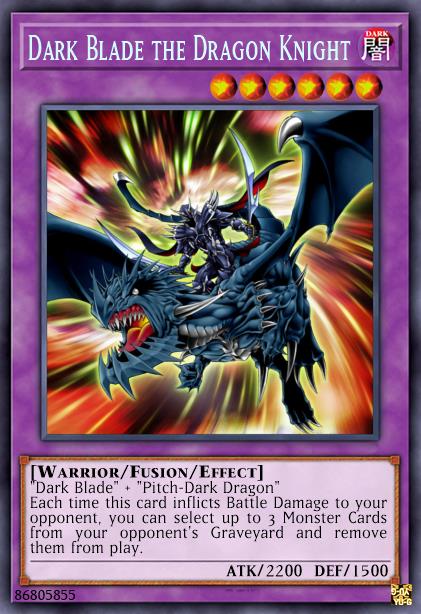 Dark Blade the Dragon Knight
DARK
闇
[Warrior/Fusion/Effect]
"Dark Blade" + "Pitch-Dark Dragon"
Each time this card inflicts Battle Damage to your
opponent, you can select up to 3 Monster Cards
from your opponent's Graveyard and remove
them from play.
ATK/2200 DEF/1500
86805855